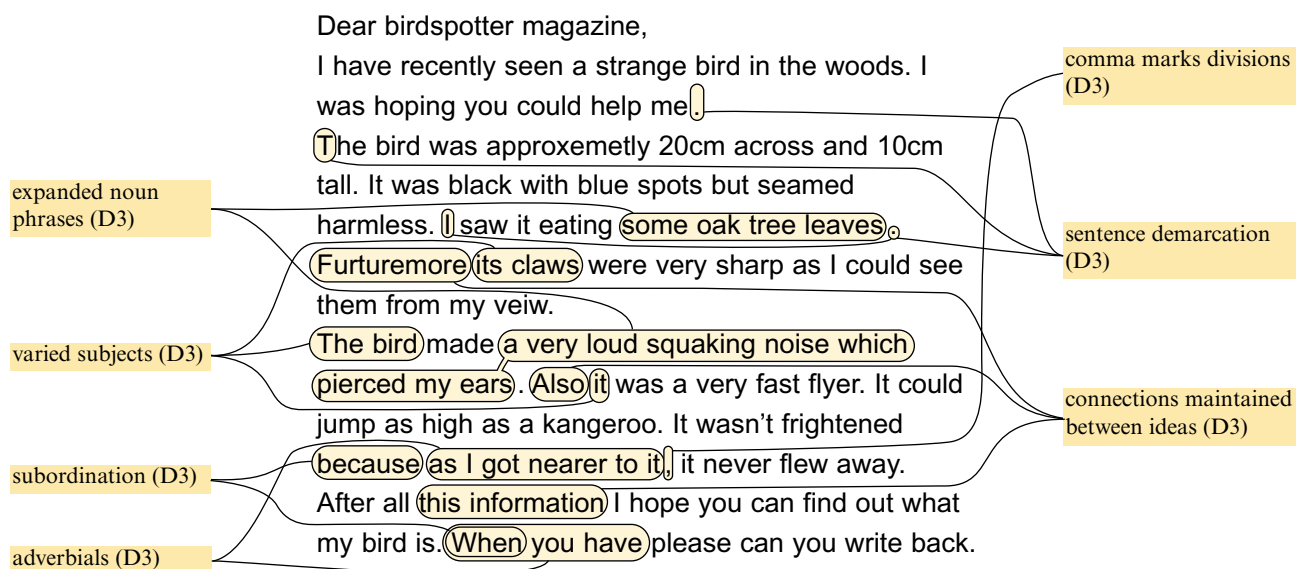 Dear birdspotter magazine,
I have recently seen a strange bird in the woods. I
was hoping you could help me.
The bird was approxemetly 20cm across and 10cm
tall. It was black with blue spots but seamed
harmless. I saw it eating some oak tree leaves.
Furturemore its claws were very sharp as I could see
them from my veiw.
The bird made a very loud squaking noise which
pierced my ears. Also it was a very fast flyer. It could
jump as high as a kangeroo. It wasn't frightened
because as I got nearer to it, it never flew away.
After all this information I hope you can find out what
my bird is. When you have please can you write back.
expanded noun
phrases (D3)
varied subjects (D3)
subordination (D3)
adverbials (D3)
comma marks divisions
(D3)
sentence demarcation
(D3)
connections maintained
between ideas (D3)